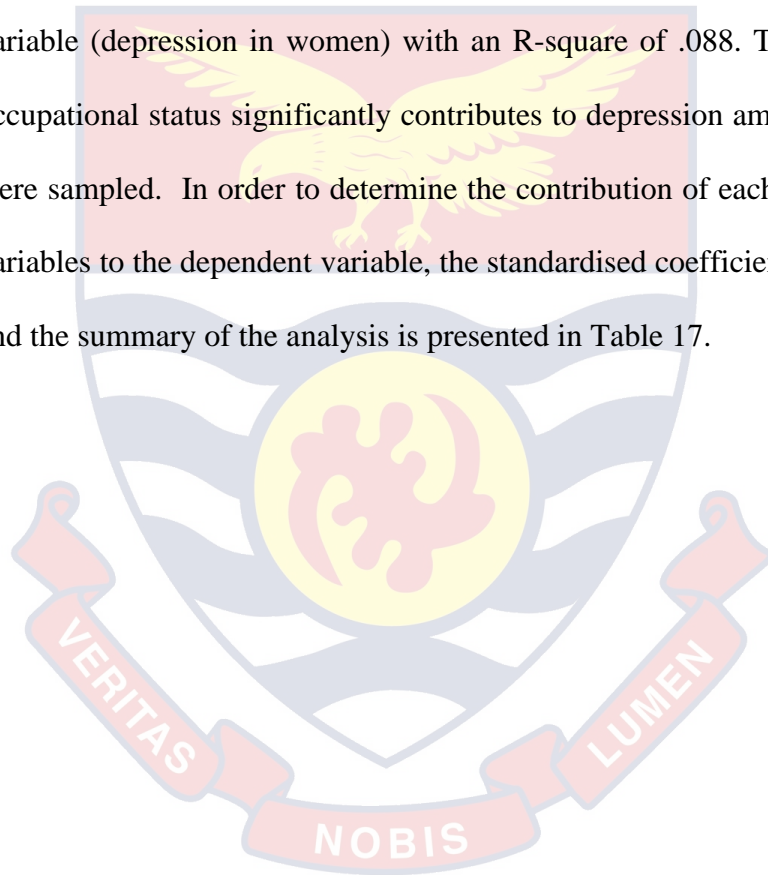 ariable (depression in women) with an R-square of .088. T
ccupational status significantly contributes to depression am
ere sampled. In order to determine the contribution of each
ariables to the dependent variable, the standardised coefficie
nd the summary of the analysis is presented in Table 17.
VERITAS
NOBIS
LUMEN